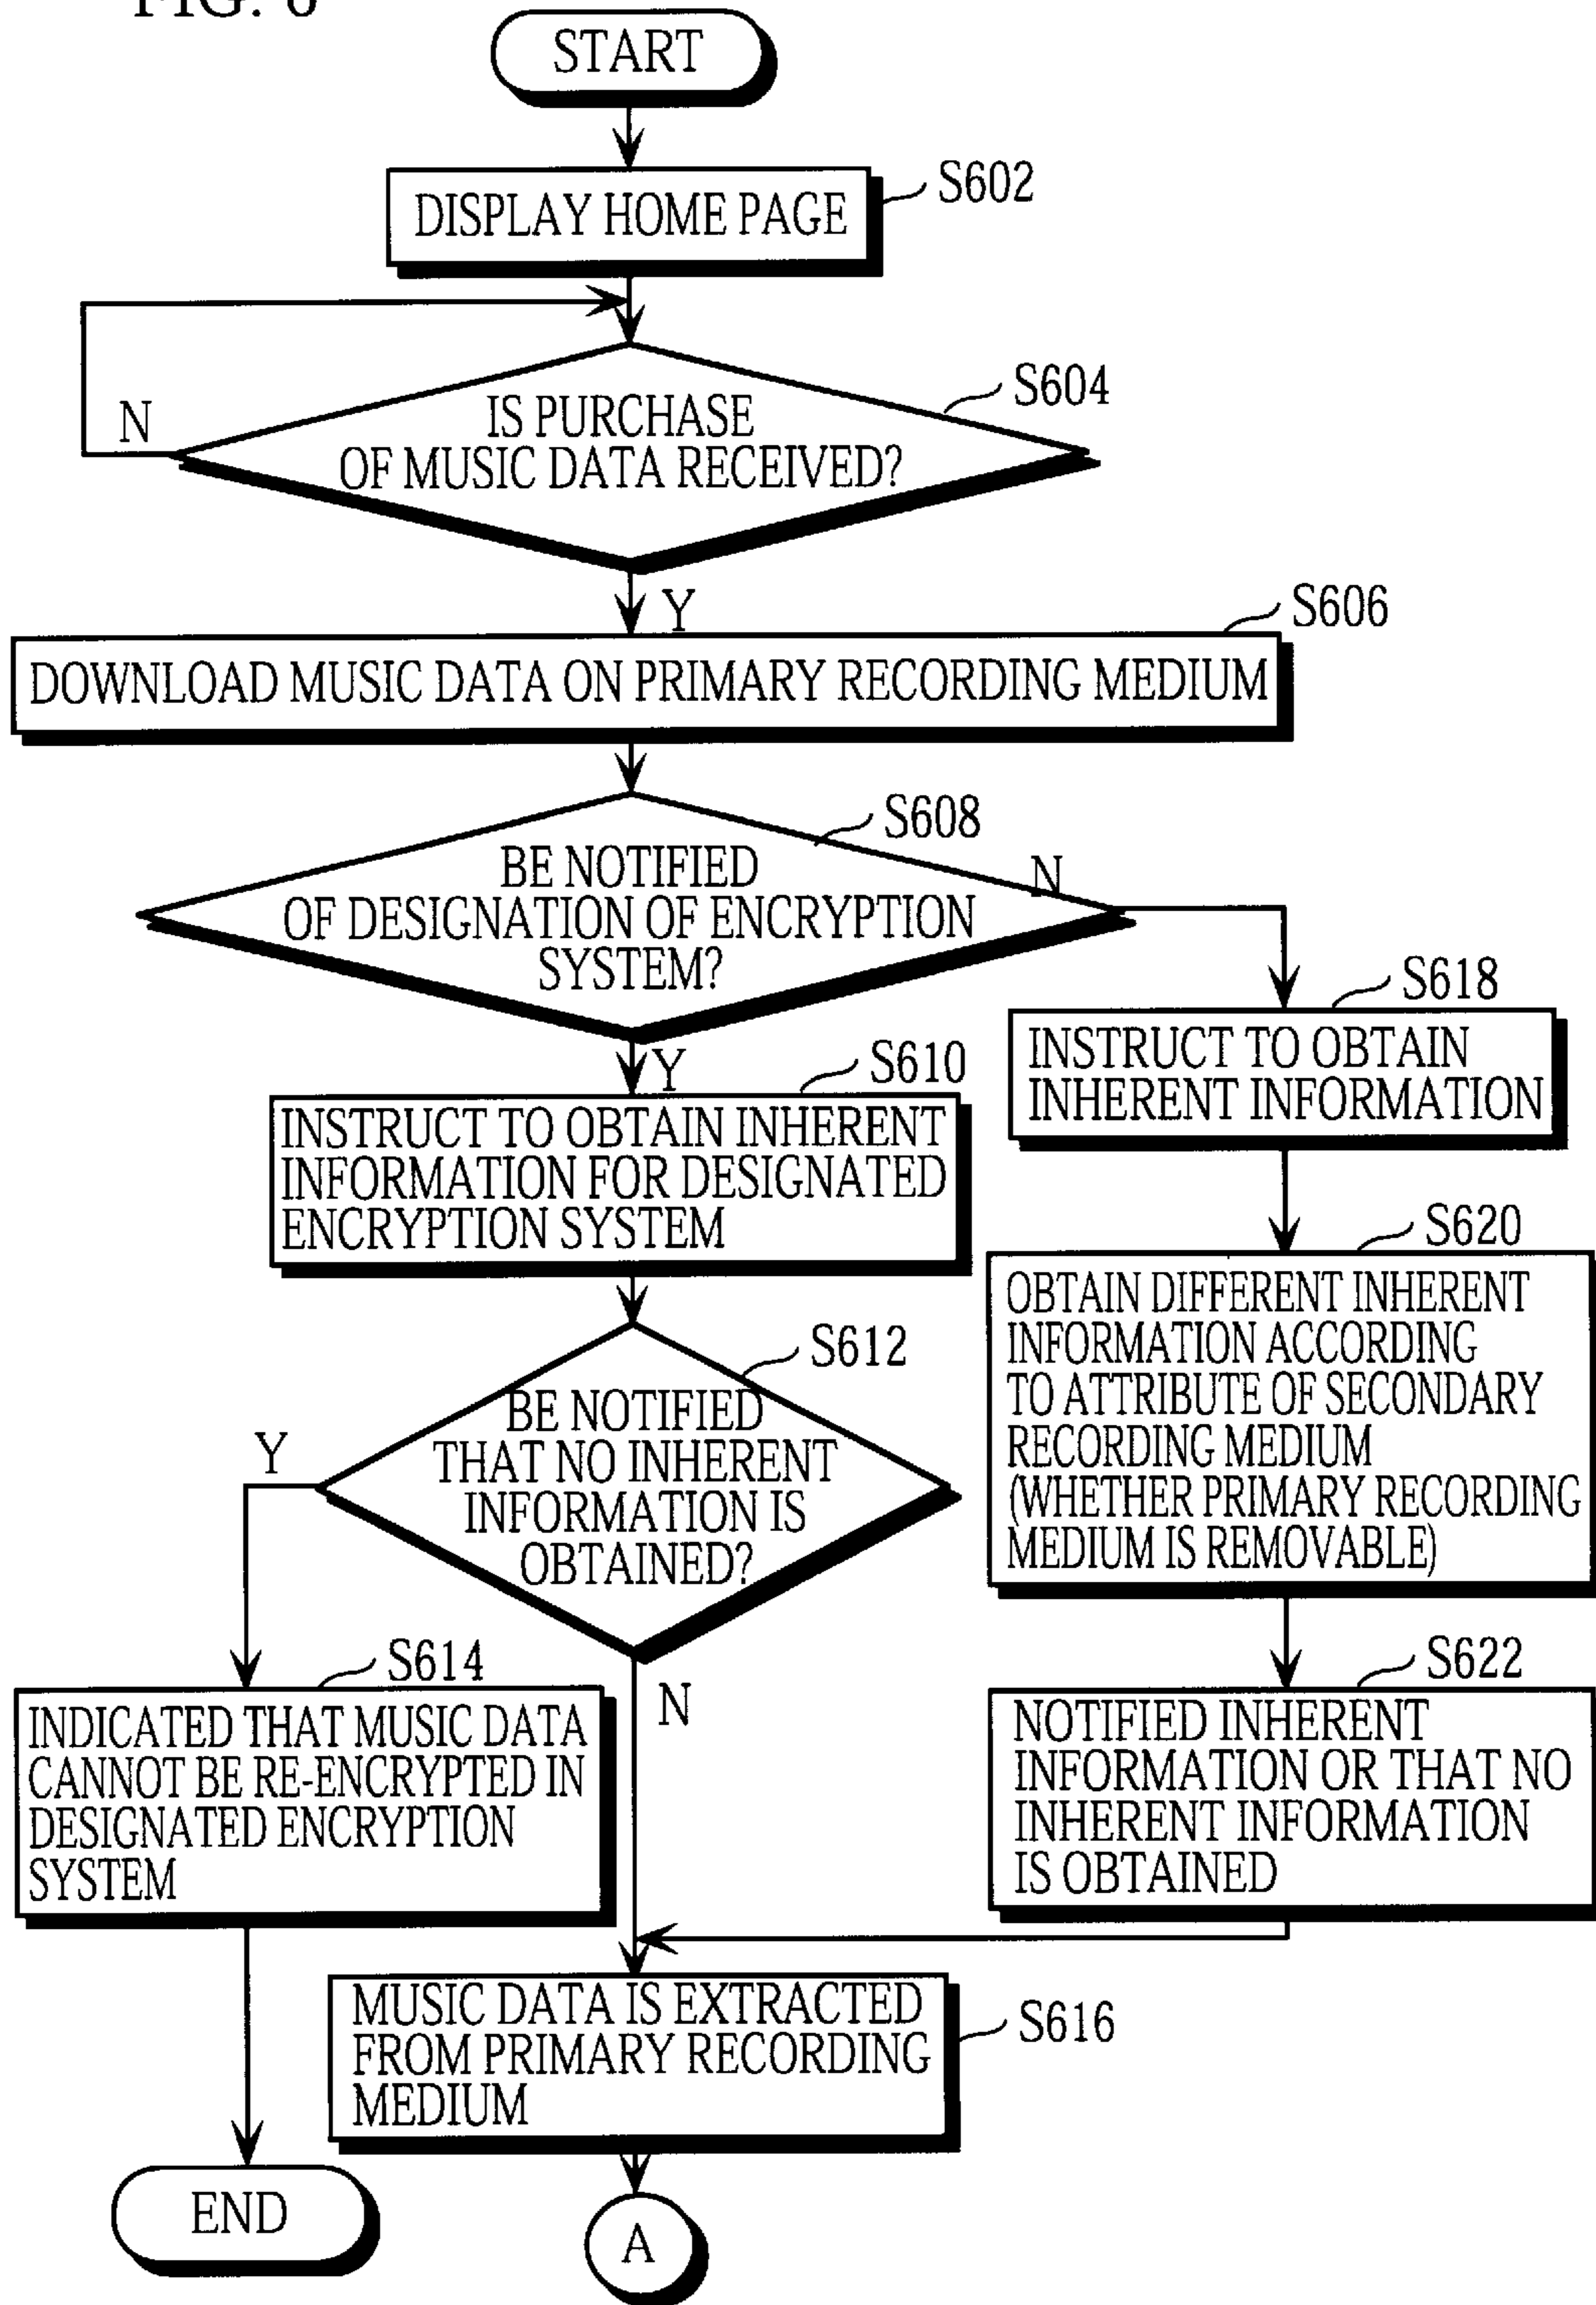 FIG. 6
START
DISPLAY HOME PAGE
S602
IS PURCHASE
OF MUSIC DATA RECEIVED?
S604
N
Y
DOWNLOAD MUSIC DATA ON PRIMARY RECORDING MEDIUM
S606
BE NOTIFIED
OF DESIGNATION OF ENCRYPTION
SYSTEM?
S608
N
Y
INSTRUCT TO OBTAIN INHERENT
INFORMATION FOR DESIGNATED
ENCRYPTION SYSTEM
S610
INSTRUCT TO OBTAIN
INHERENT INFORMATION
S618
BE NOTIFIED
THAT NO INHERENT
INFORMATION IS
OBTAINED?
S612
Y
N
OBTAIN DIFFERENT INHERENT
INFORMATION ACCORDING
TO ATTRIBUTE OF SECONDARY
RECORDING MEDIUM
(WHETHER PRIMARY RECORDING
MEDIUM IS REMOVABLE)
S620
INDICATED THAT MUSIC DATA
CANNOT BE RE-ENCRYPTED IN
DESIGNATED ENCRYPTION
SYSTEM
S614
NOTIFIED INHERENT
INFORMATION OR THAT NO
INHERENT INFORMATION
IS OBTAINED
S622
MUSIC DATA IS EXTRACTED
FROM PRIMARY RECORDING
MEDIUM
S616
END
A